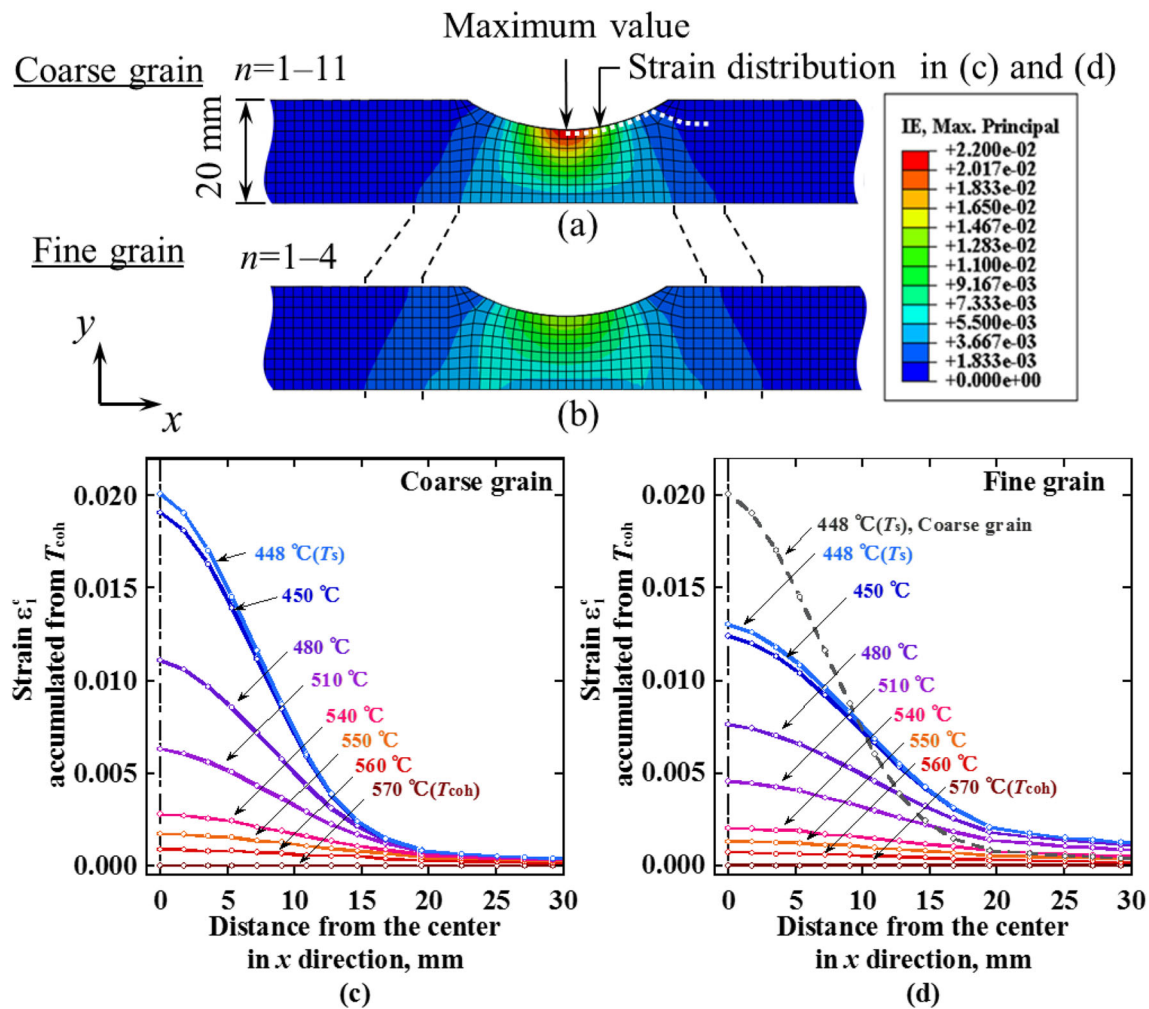 Maximum value
Coarse grain n=1–11
Strain distribution in (c) and (d)
20 mm
IE, Max. Principal
+2.200e-02
+2.017e-02
+1.833e-02
+1.650e-02
+1.467e-02
+1.283e-02
+1.100e-02
+9.167e-03
+7.333e-03
+5.500e-03
+3.667e-03
+1.833e-03
+0.000e+00
(a)
Fine grain n=1–4
y
x
(b)
Coarse grain
Strain εᵢᶜ
accumulated from Tcoh
0.020
0.015
0.010
0.005
0.000
448 ℃(Ts)
450 ℃
480 ℃
510 ℃
540 ℃
550 ℃
560 ℃
570 ℃(Tcoh)
0 5 10 15 20 25 30
Distance from the center
in x direction, mm
(c)
Fine grain
Strain εᵢᶜ
accumulated from Tcoh
0.020
0.015
0.010
0.005
0.000
448 ℃(Ts), Coarse grain
448 ℃(Ts)
450 ℃
480 ℃
510 ℃
540 ℃
550 ℃
560 ℃
570 ℃(Tcoh)
0 5 10 15 20 25 30
Distance from the center
in x direction, mm
(d)